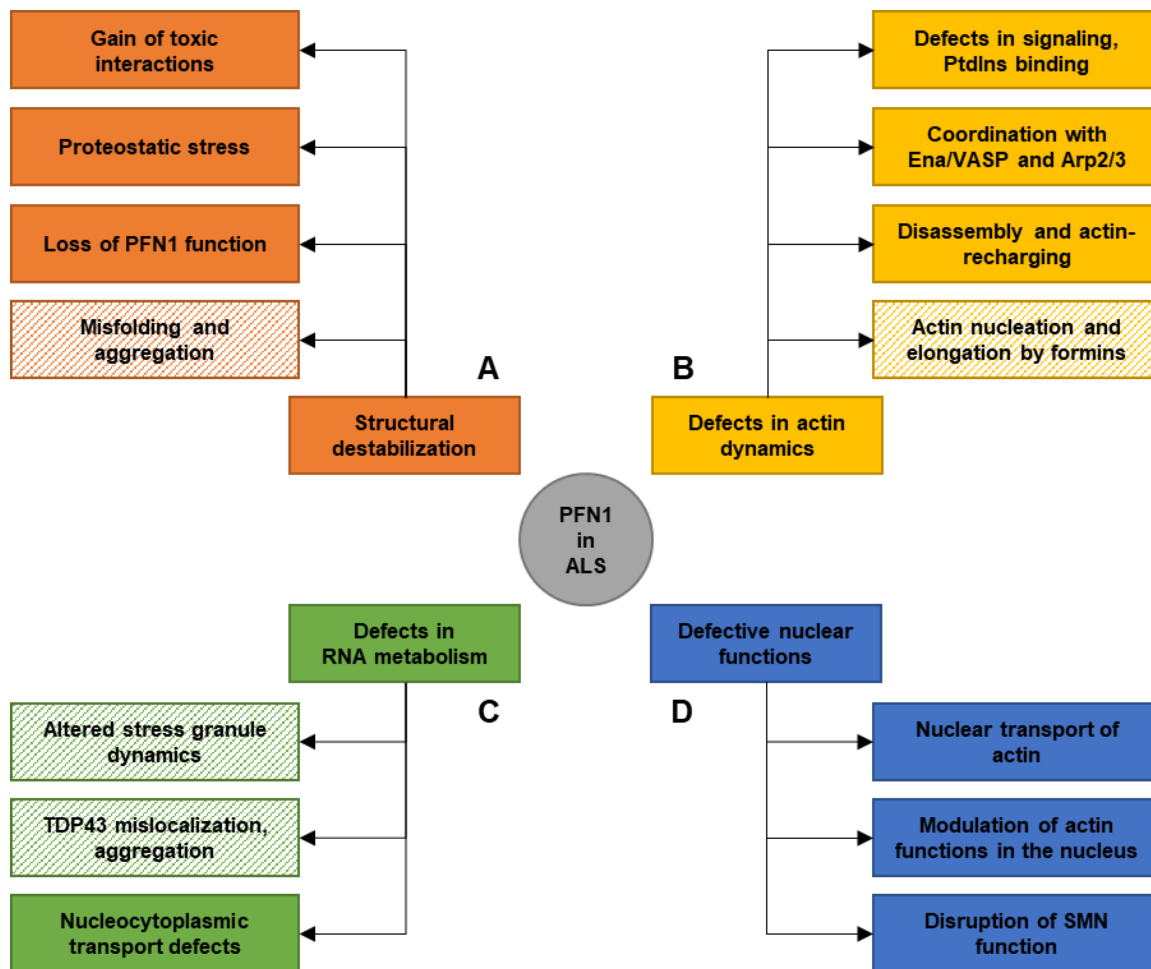 Gain of toxic
interactions
Proteostatic stress
Loss of PFN1 function
Misfolding and
aggregation
A
Structural
destabilization
Defects in signaling,
PtdIns binding
Coordination with
Ena/VASP and Arp2/3
Disassembly and actin-
recharging
Actin nucleation and
elongation by formins
B
Defects in actin
dynamics
PFN1
in
ALS
Defects in
RNA metabolism
C
Altered stress granule
dynamics
TDP43 mislocalization,
aggregation
Nucleocytoplasmic
transport defects
Defective nuclear
functions
D
Nuclear transport of
actin
Modulation of actin
functions in the nucleus
Disruption of SMN
function